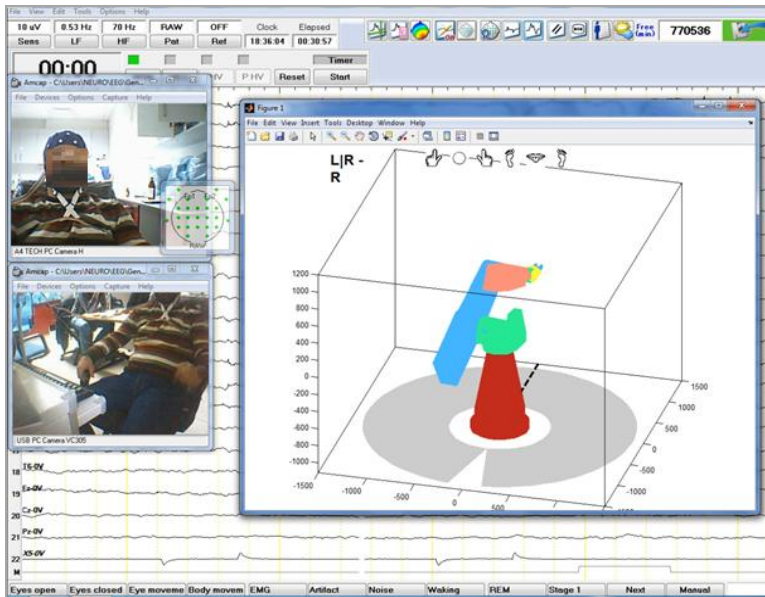 File View Edit Tools Options Help
10 uV 0.53 Hz 70 Hz RAW OFF Clock Elapsed
Sens LF HF Pat Ref 18:36:04 00:30:57
Free (min) 770536
Timer
00:00
HV P HV Reset Start
Amcap - C:\Users\NEURO\EEG\Gen...
File Devices Options Capture Help
RAW
A4 TECH PC Camera H
Amcap - C:\Users\NEURO\EEG\Gen...
File Devices Options Capture Help
USB PC Camera VC305
Figure 1
File Edit View Insert Tools Desktop Window Help
L|R -
R
1200
1000
800
600
400
200
0
-200
-400
-600
-800
-1000
-1500
-1000
0
500
-1500
-1000
0
500
1000
1500
18 T6-0V
19 Fz-0V
20 Cz-0V
21 Pz-0V
22 X5-0V
M
Eyes open Eyes closed Eye moveme Body movem EMG Artifact Noise Waking REM Stage 1 Next Manual